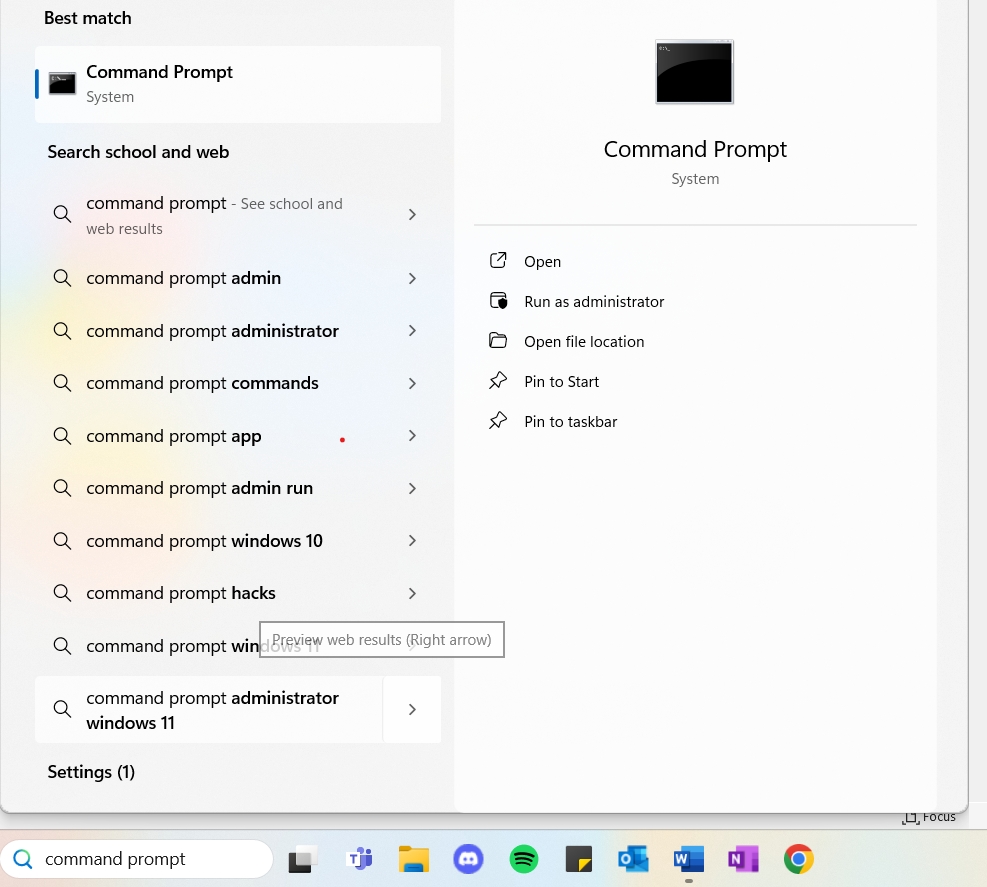 Best match
Command Prompt
System
Search school and web
command prompt - See school and
web results
command prompt admin
command prompt administrator
command prompt commands
command prompt app
command prompt admin run
command prompt windows 10
command prompt hacks
command prompt windows 11
Preview web results (Right arrow)
command prompt administrator
windows 11
Settings (1)
Command Prompt
System
Open
Run as administrator
Open file location
Pin to Start
Pin to taskbar
Focus
command prompt